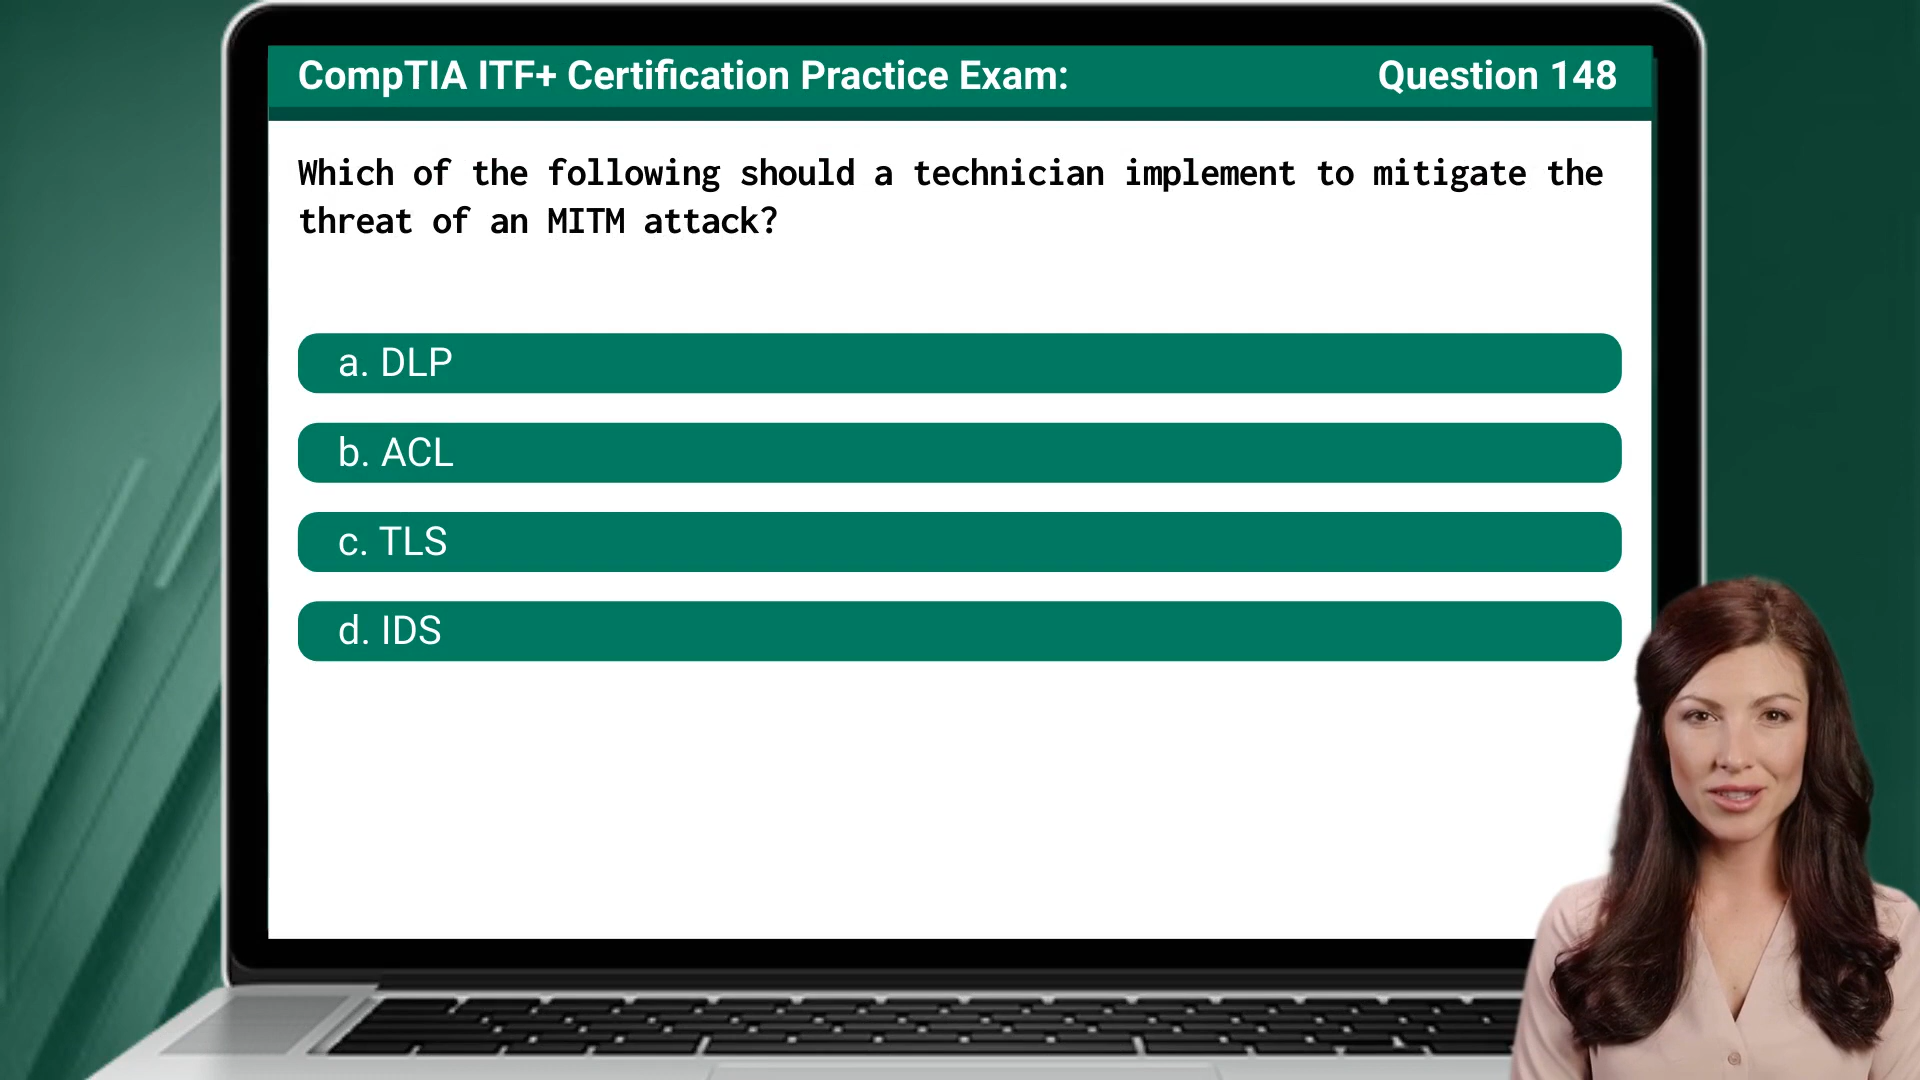 CompTIA ITF+ Certification Practice Exam:
Question 148
Which of the following should a technician implement to mitigate the
threat of an MITM attack?
a. DLP
b. ACL
c. TLS
d. IDS